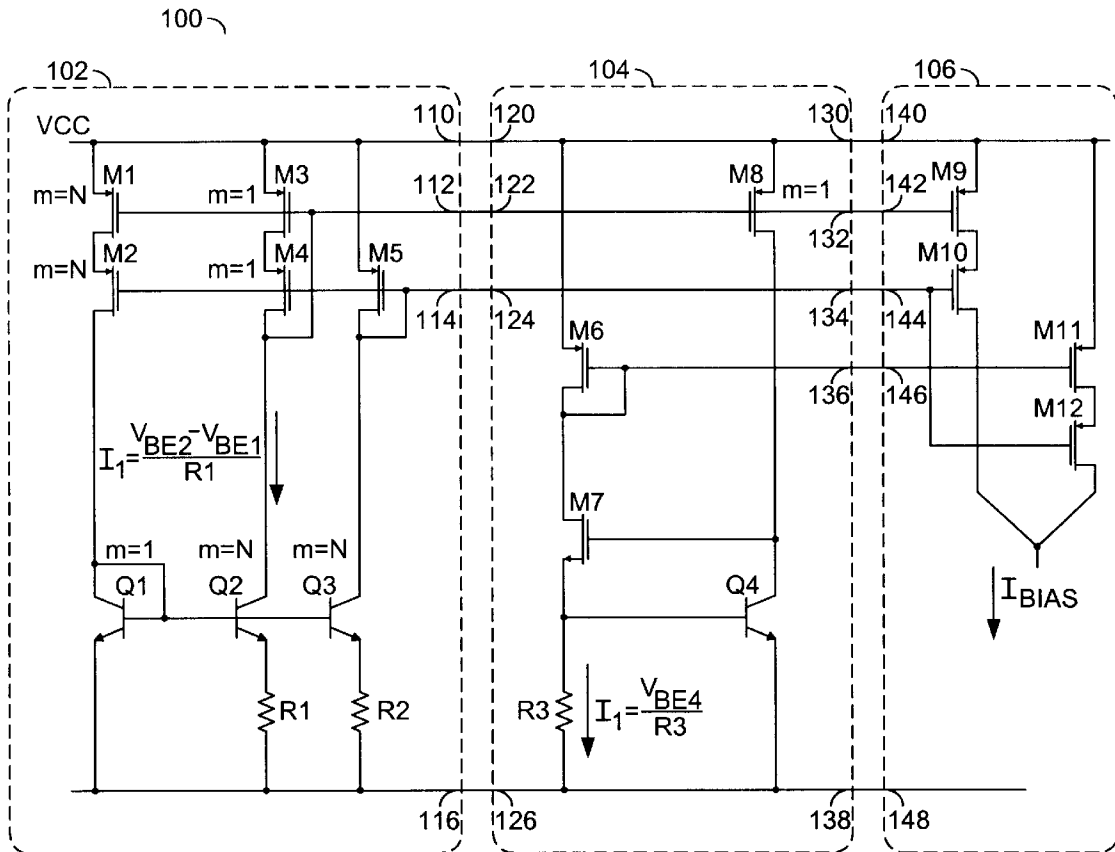 100
102
104
106
VCC
110
120
130
140
M1
M3
M8
M9
m=N
m=1
112
122
m=1
142
132
M2
M4
M5
M10
m=N
m=1
114
124
134
144
M6
M11
136
146
M12
I1=VBE2-VBE1
R1
M7
m=1
m=N
m=N
Q1
Q2
Q3
Q4
IBIAS
R1
R2
R3
I1=VBE4
R3
116
126
138
148